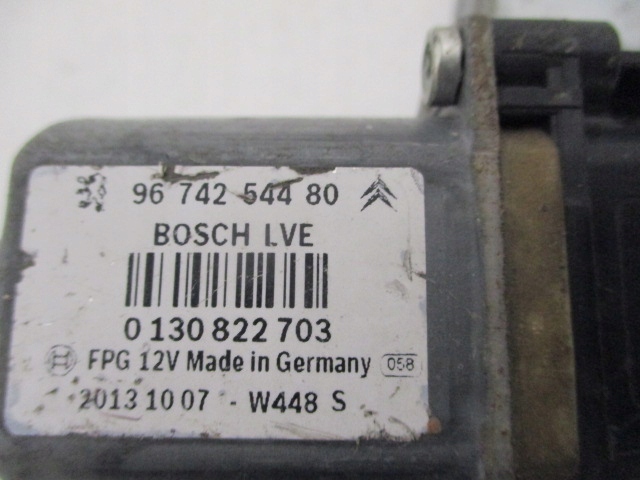 96 742 544 80
BOSCH LVE
0 130 822 703
FPG 12V Made in Germany 058
2013 10 07 - W448 S